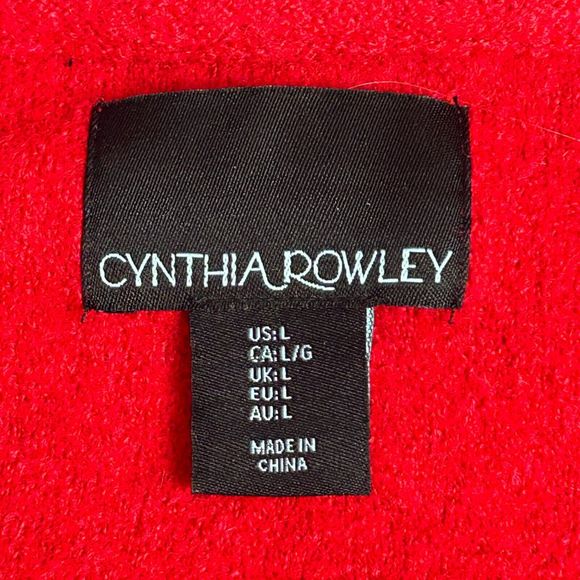 CYNTHIA ROWLEY
US: L
CA: L/G
UK: L
EU: L
AU: L
MADE IN
CHINA